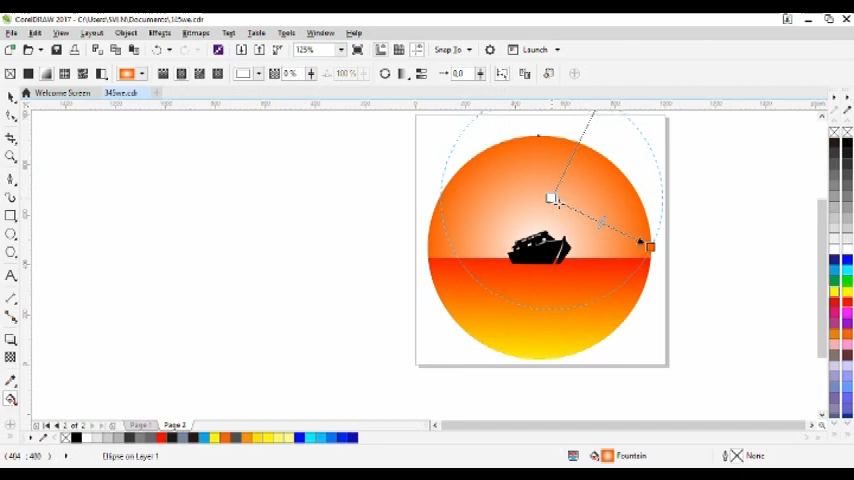 CorelDRAW 2017 - C:\Users\SVLN\Documents\345we.cdr
File Edit View Layout Object Effects Bitmaps Text Table Tools Window Help
125% Snap To Launch
0 % 100 % 0,0
Welcome Screen 345we.cdr
2 of 2 Page 1 Page 2
Ellipse on Layer 1 Fountain None